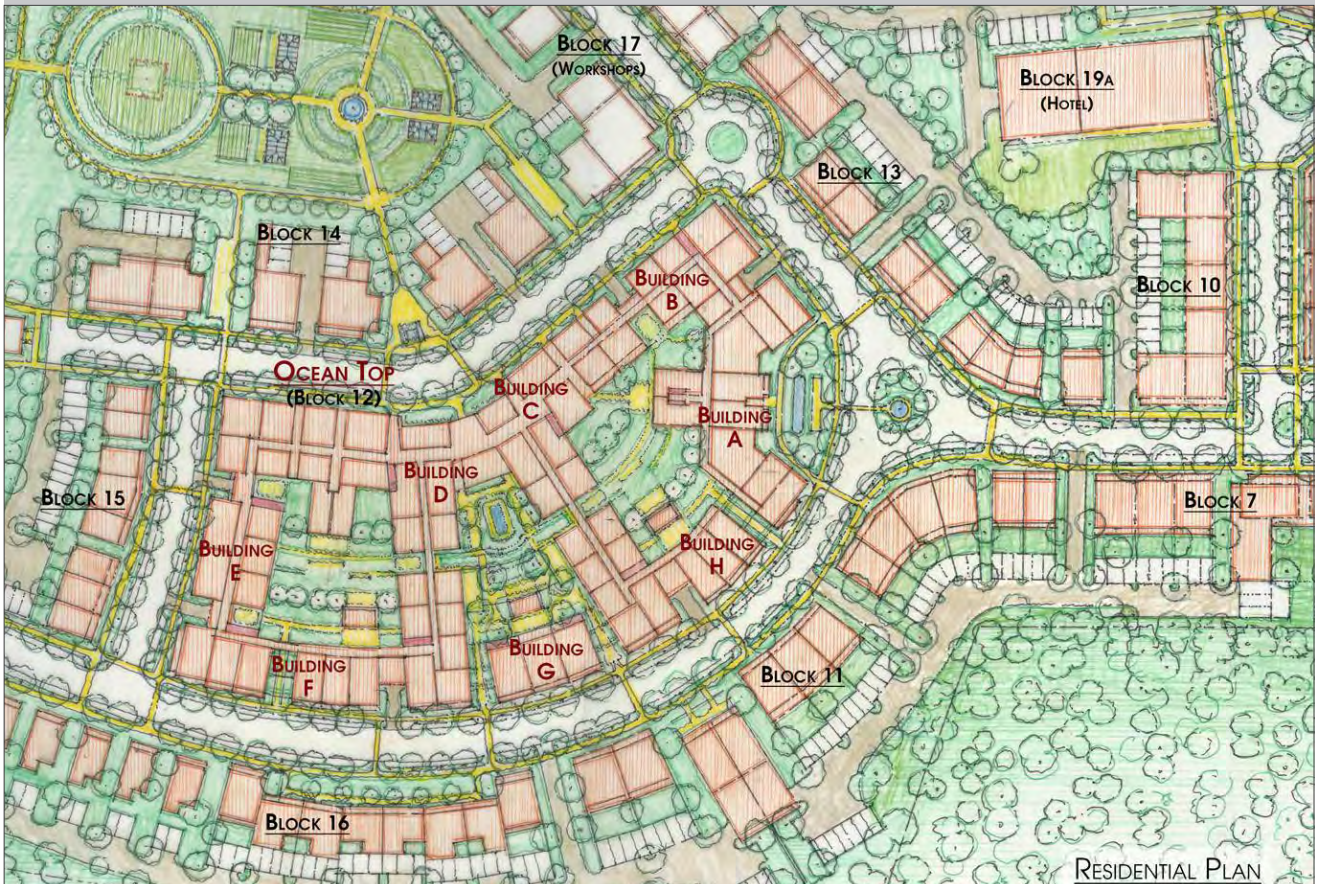 Block 17
(Workshops)
Block 19A
(Hotel)
Block 13
Block 14
Building
B
Block 10
Ocean Top
(Block 12)
Building
C
Building
A
Building
D
Block 15
Block 7
Building
E
Building
H
Building
F
Building
G
Block 11
Block 16
Residential Plan